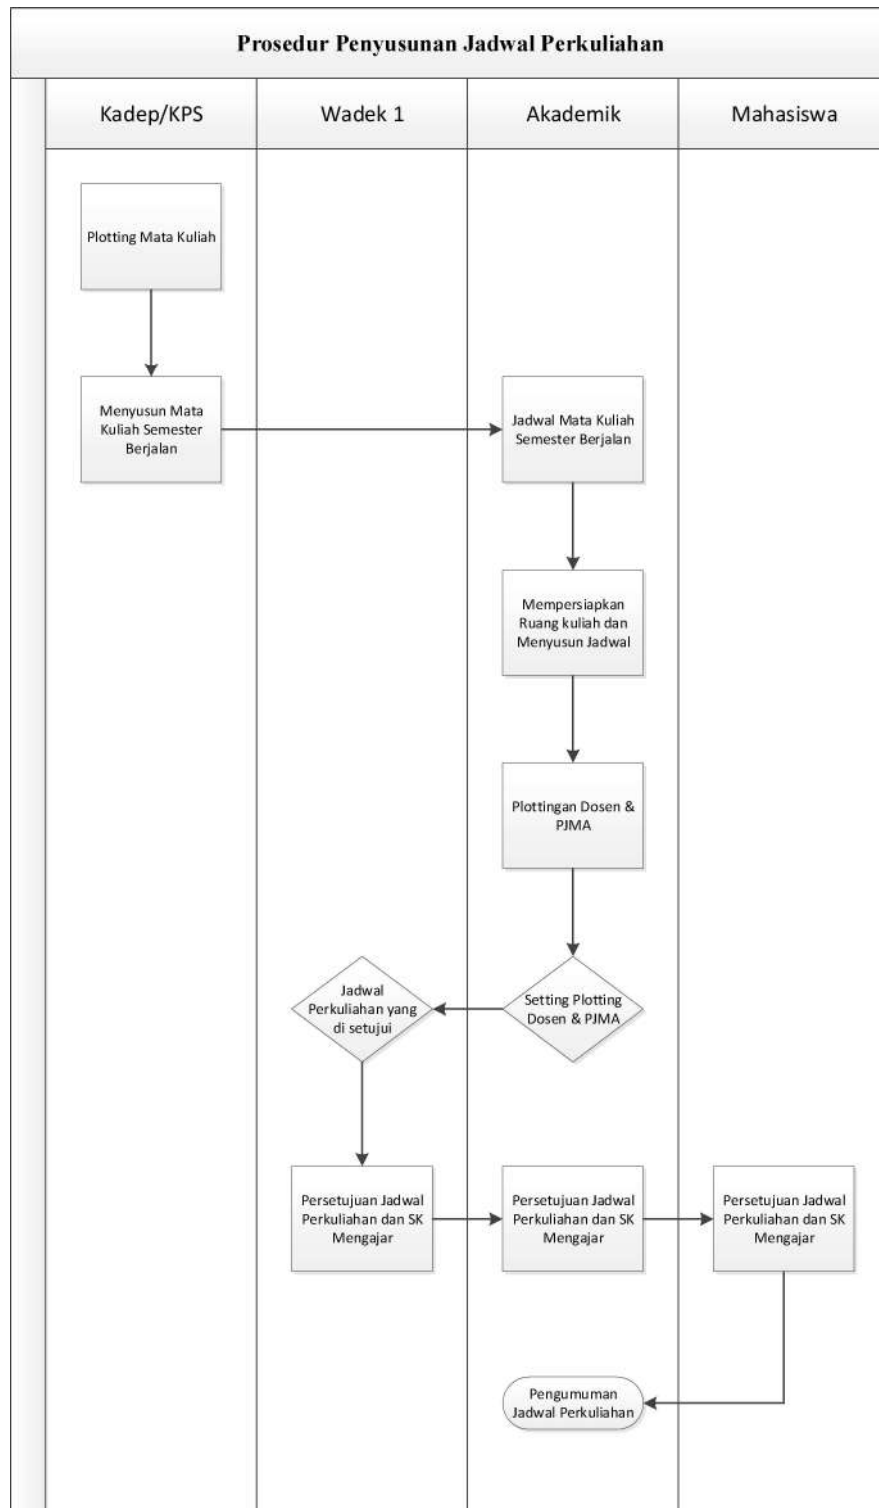 Prosedur Penyusunan Jadwal Perkuliahan
Kadep/KPS
Wadek 1
Akademik
Mahasiswa
Plotting Mata Kuliah
Menyusun Mata
Kuliah Semester
Berjalan
Jadwal Mata Kuliah
Semester Berjalan
Mempersiapkan
Ruang kuliah dan
Menyusun Jadwal
Plottingan Dosen &
PJMA
Setting Plotting
Dosen & PJMA
Jadwal
Perkuliahan yang
di setujui
Persetujuan Jadwal
Perkuliahan dan SK
Mengajar
Persetujuan Jadwal
Perkuliahan dan SK
Mengajar
Persetujuan Jadwal
Perkuliahan dan SK
Mengajar
Pengumuman
Jadwal Perkuliahan